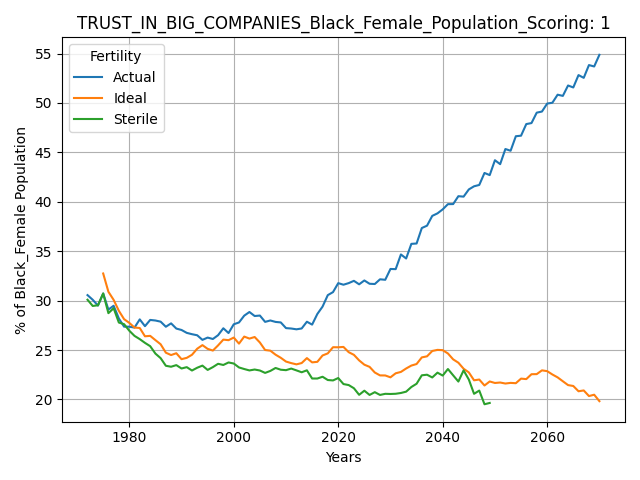 TRUST_IN_BIG_COMPANIES_Black_Female_Population_Scoring: 1
Fertility
Actual
Ideal
Sterile
% of Black_Female Population
55
50
45
40
35
30
25
20
1980
2000
2020
2040
2060
Years